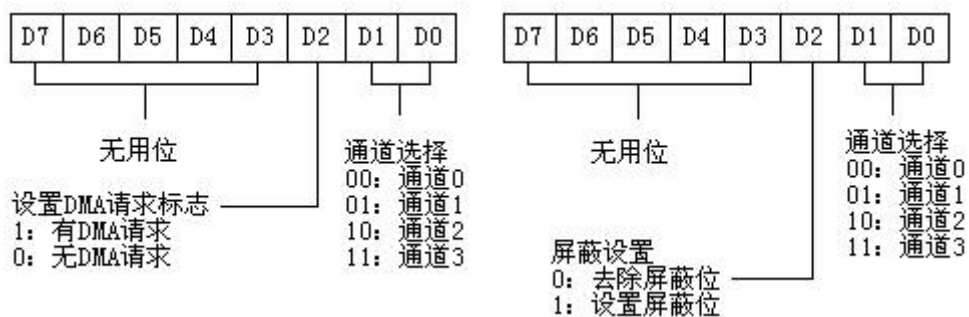 D7 D6 D5 D4 D3 D2 D1 D0
无用位
通道选择
00: 通道0
01: 通道1
10: 通道2
11: 通道3
设置DMA请求标志
1: 有DMA请求
0: 无DMA请求
D7 D6 D5 D4 D3 D2 D1 D0
无用位
通道选择
00: 通道0
01: 通道1
10: 通道2
11: 通道3
屏蔽设置
0: 去除屏蔽位
1: 设置屏蔽位